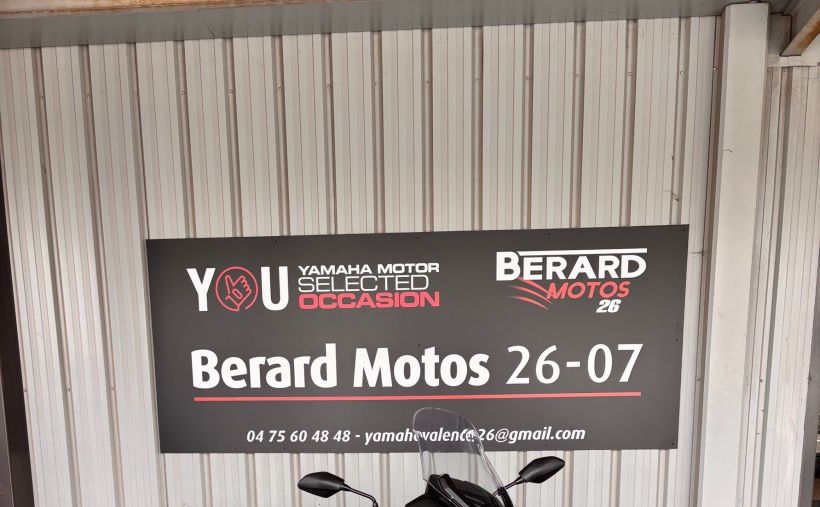 YOU
YAMAHA MOTOR
SELECTED
OCCASION
BERARD
MOTOS
26
Berard Motos 26-07
04 75 60 48 48 - yamahavalence26@gmail.com